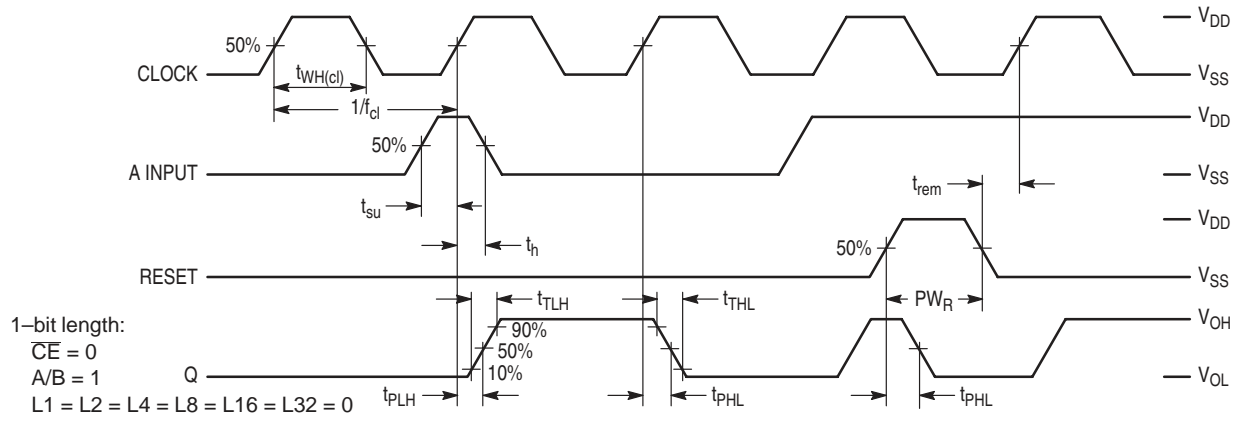 V_DD
50%
CLOCK
t_WH(cl)
V_SS
1/f_cl
V_DD
50%
A INPUT
V_SS
t_rem
t_su
V_DD
50%
t_h
RESET
V_SS
t_TLH
t_THL
PW_R
1–bit length:
90%
V_OH
C̅E̅ = 0
50%
A/B = 1
Q
10%
V_OL
L1 = L2 = L4 = L8 = L16 = L32 = 0
t_PLH
t_PHL
t_PHL